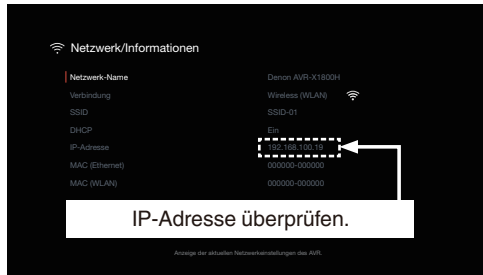 Netzwerk/Informationen
Netzwerk-Name Denon AVR-X1800H
Verbindung Wireless (WLAN)
SSID SSID-01
DHCP Ein
IP-Adresse 192.168.100.19
MAC (Ethernet) 000000-000000
MAC (WLAN) 000000-000000
IP-Adresse überprüfen.
Anzeige der aktuellen Netzwerkeinstellungen des AVR.